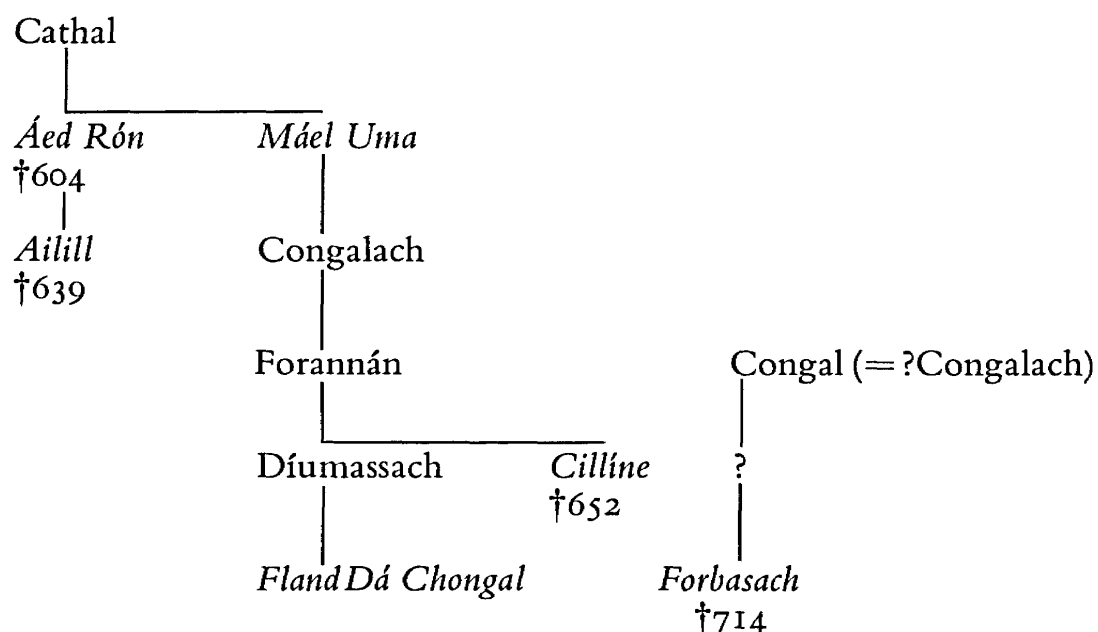 Cathal
Áed Rón Máel Uma
†604
Ailill Congalach
†639
Forannán Congal (=?Congalach)
Díumassach Cillíne ?
†652
Fland Dá Chongal Forbasach
†714